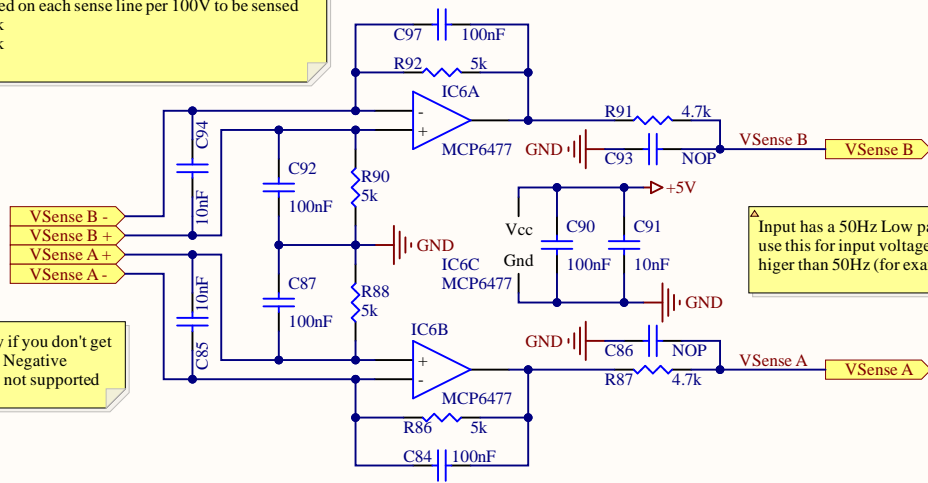 ed on each sense line per 100V to be sensed
k
k
C97
100nF
R92
5k
IC6A
-
+
MCP6477
R91
4.7k
GND
C93
NOP
VSense B
VSense B
C94
10nF
C92
100nF
R90
5k
+5V
VSense B -
VSense B +
VSense A +
VSense A -
GND
Vcc
Gnd
IC6C
MCP6477
C90
100nF
C91
10nF
GND
Input has a 50Hz Low pa
use this for input voltage
higer than 50Hz (for exa
10nF
C85
C87
100nF
R88
5k
y if you don't get
Negative
not supported
IC6B
+
-
MCP6477
GND
C86
NOP
R87
4.7k
VSense A
VSense A
R86
5k
C84
100nF